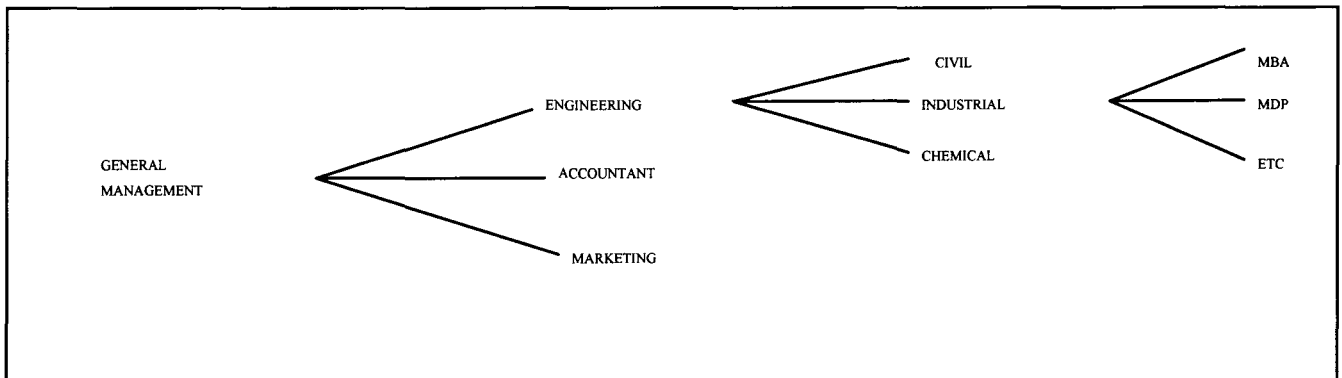 GENERAL
MANAGEMENT
ENGINEERING
ACCOUNTANT
MARKETING
CIVIL
INDUSTRIAL
CHEMICAL
MBA
MDP
ETC